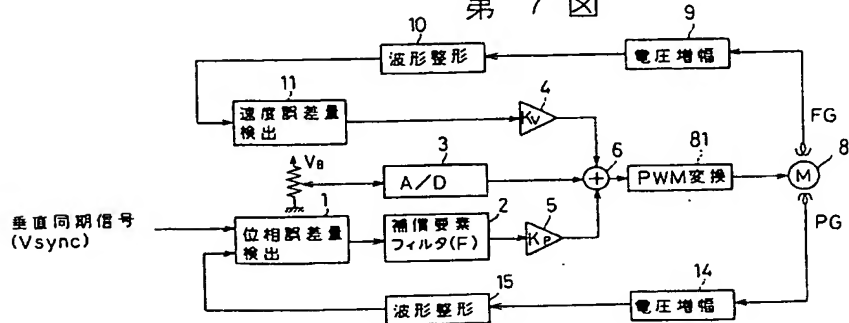 第 7 図
10
波形整形
9
電圧増幅
11
速度誤差量
検出
4
Kv
FG
VB
3
A/D
6
81
PWM変換
M
8
垂直同期信号
(Vsync)
1
位相誤差量
検出
2
補償要素
フィルタ(F)
5
KP
PG
15
波形整形
14
電圧増幅